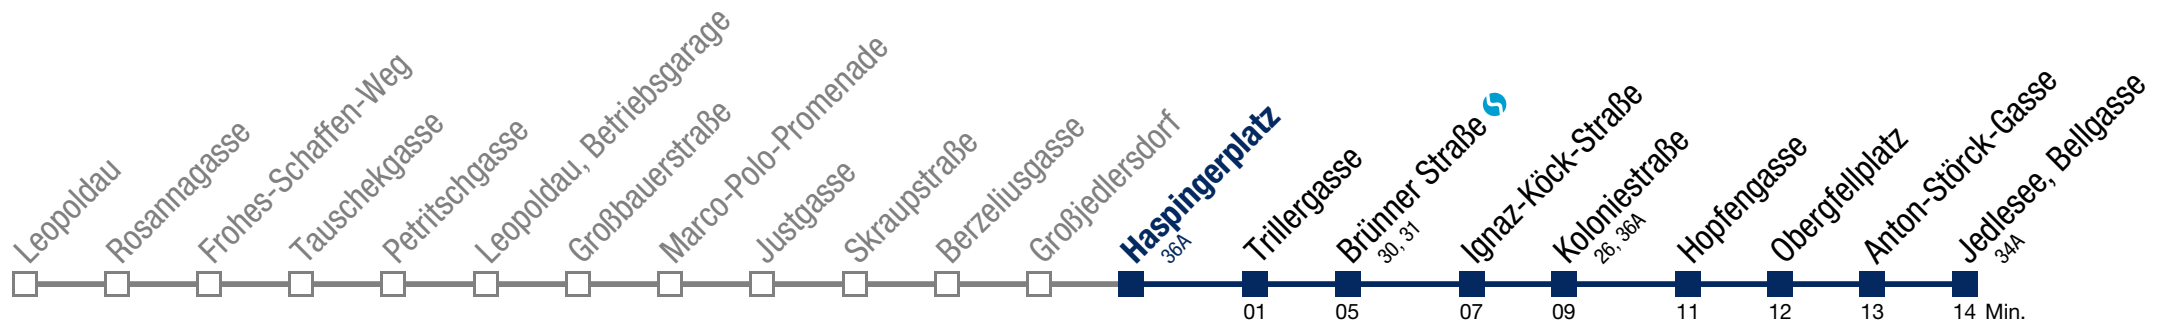 Leopoldau
Rosannagasse
Frohes-Schaffen-Weg
Tauschekgasse
Petritschgasse
Leopoldau, Betriebsgarage
Großbauerstraße
Marco-Polo-Promenade
Justgasse
Skraupstraße
Berzeliusgasse
Großjedlersdorf
Haspingerplatz
36A
Trillergasse
Brünner Straße
30, 31
Ignaz-Köck-Straße
Koloniestraße
26, 36A
Hopfengasse
Obergfellplatz
Anton-Störck-Gasse
Jedlesee, Bellgasse
34A
01 05 07 09 11 12 13 14 Min.